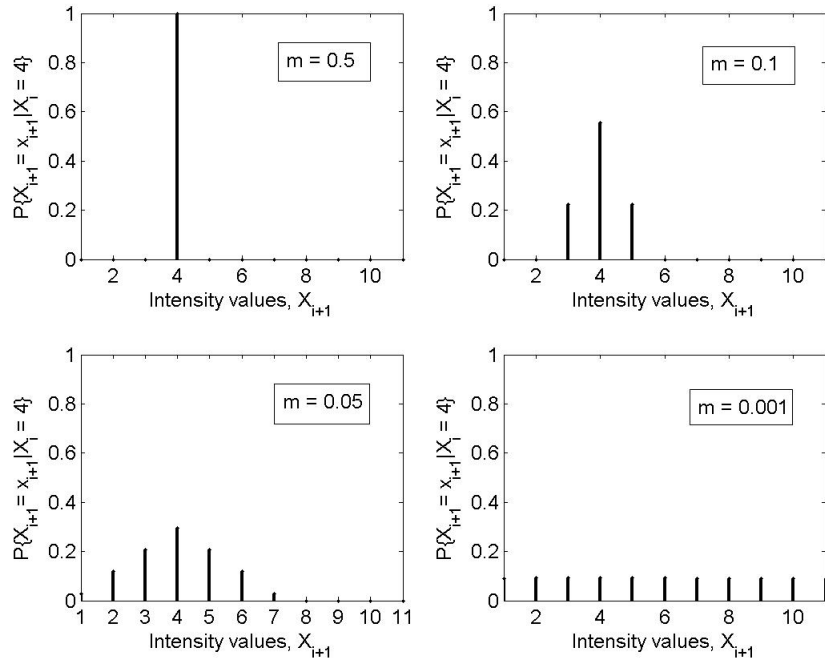 1
0.8
0.6
0.4
0.2
0
P{X_{i+1} = x_{i+1}|X_i = 4}
m = 0.5
2 4 6 8 10
Intensity values, X_{i+1}
1
0.8
0.6
0.4
0.2
0
P{X_{i+1} = x_{i+1}|X_i = 4}
m = 0.1
2 4 6 8 10
Intensity values, X_{i+1}
1
0.8
0.6
0.4
0.2
0
P{X_{i+1} = x_{i+1}|X_i = 4}
m = 0.05
1 2 3 4 5 6 7 8 9 10 11
Intensity values, X_{i+1}
1
0.8
0.6
0.4
0.2
0
P{X_{i+1} = x_{i+1}|X_i = 4}
m = 0.001
2 4 6 8 10
Intensity values, X_{i+1}